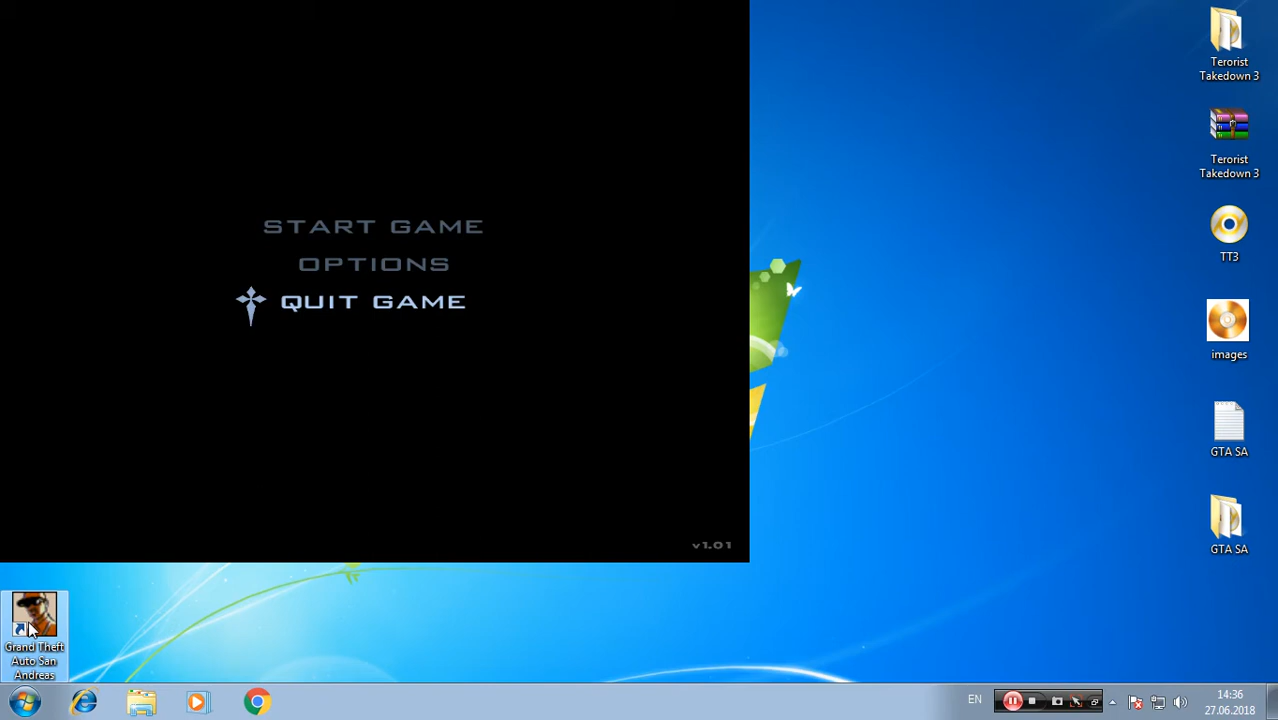 START GAME
OPTIONS
QUIT GAME
v1.01
Terorist
Takedown 3
Terorist
Takedown 3
TT3
images
GTA SA
GTA SA
Grand Theft
Auto San
Andreas
EN
14:36
27.06.2018